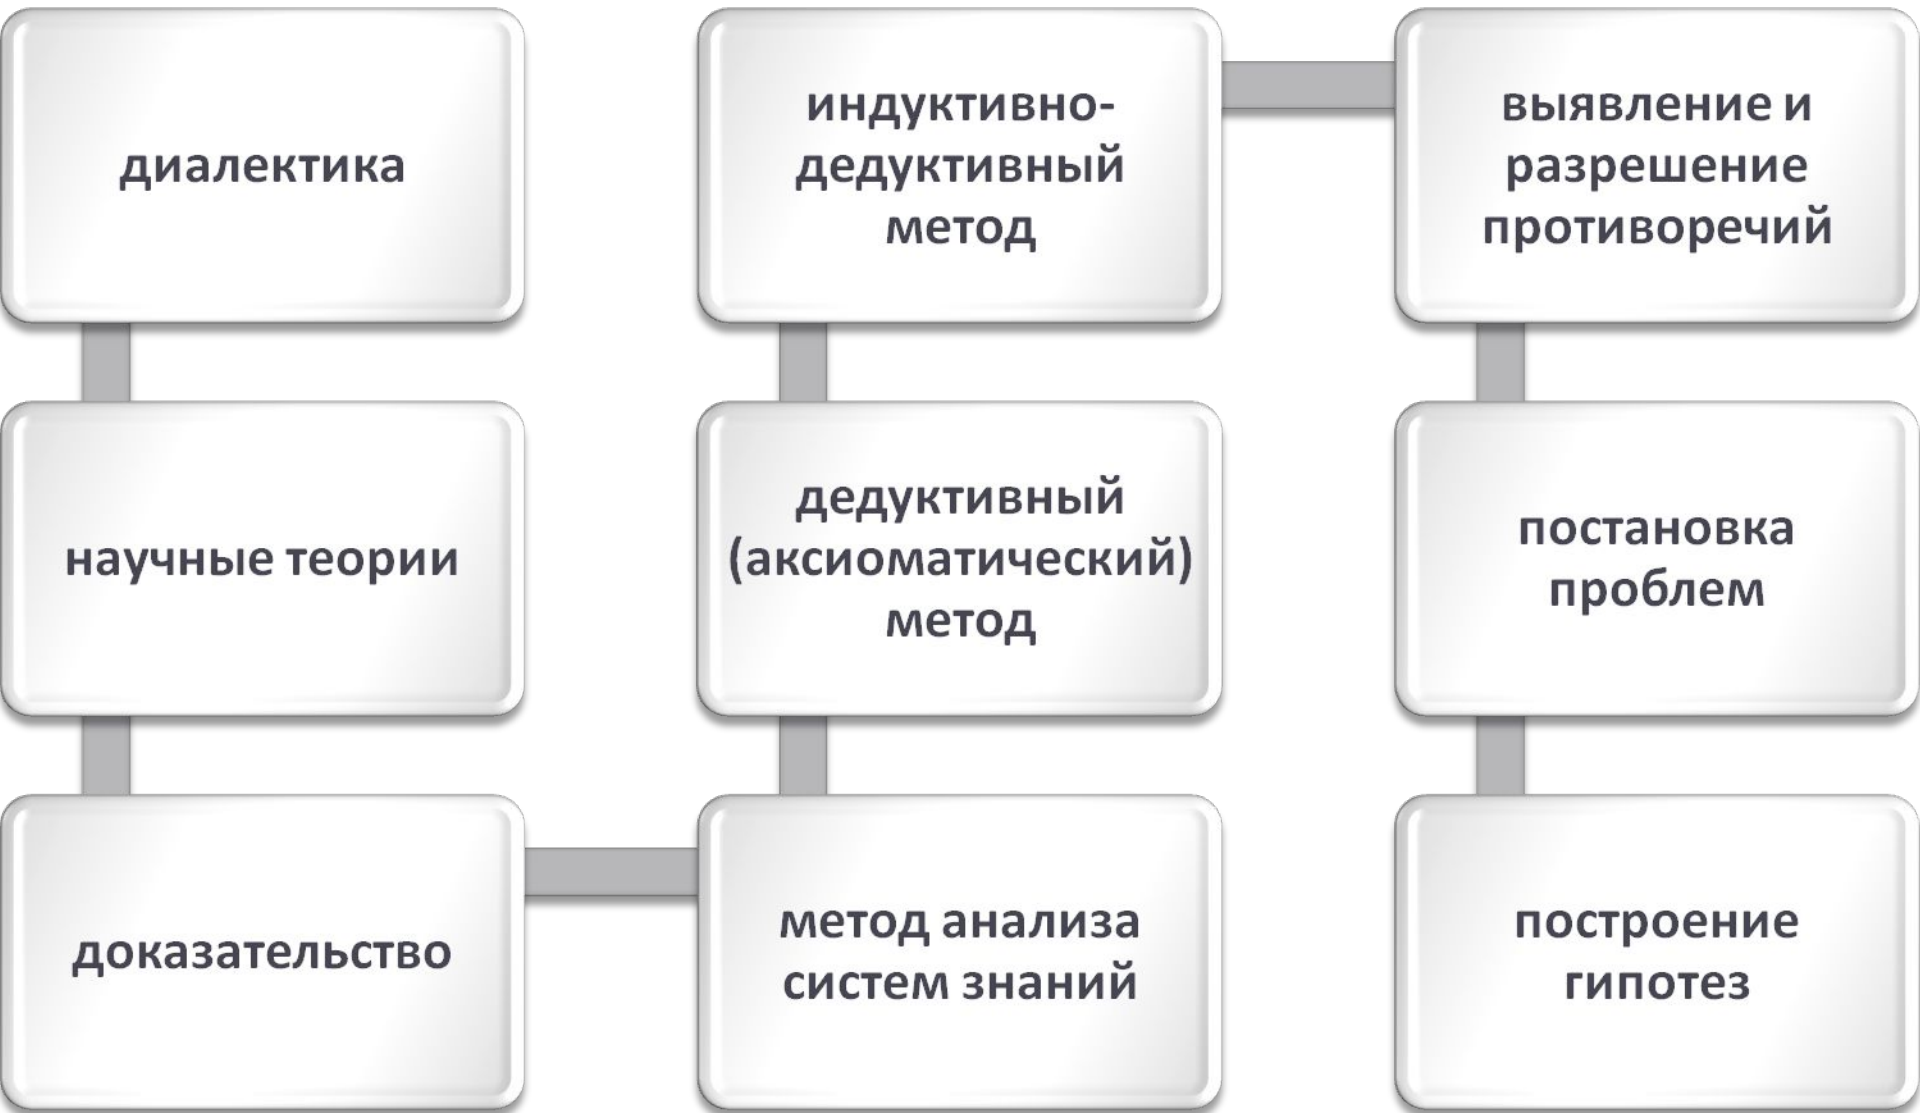 диалектика
научные теории
доказательство
метод анализа
систем знаний
дедуктивный
(аксиоматический)
метод
индуктивно-
дедуктивный
метод
выявление и
разрешение
противоречий
постановка
проблем
построение
гипотез